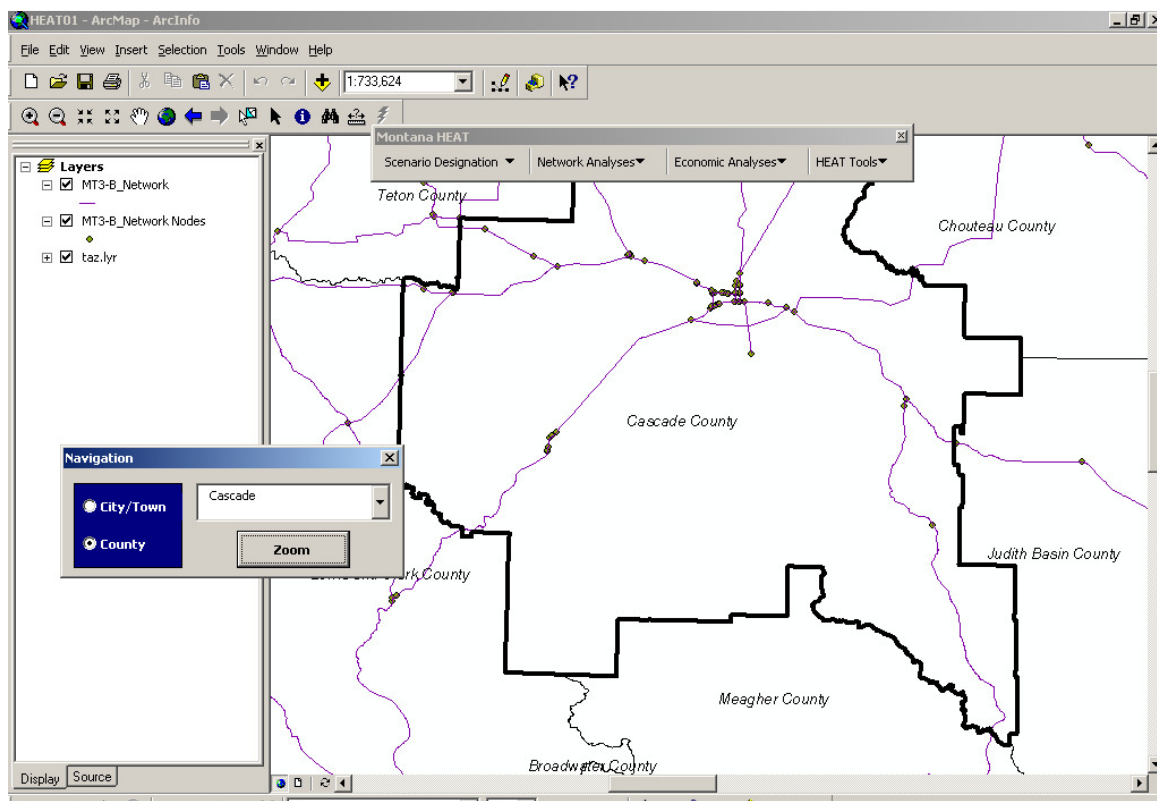 HEAT01 - ArcMap - ArcInfo
File Edit View Insert Selection Tools Window Help
1:733,624
Montana HEAT
Scenario Designation Network Analyses Economic Analyses HEAT Tools
Layers
MT3-B_Network
MT3-B_Network Nodes
taz.lyr
Teton County
Chouteau County
Cascade County
Navigation
City/Town
Cascade
County
Zoom
Judith Basin County
Clark County
Meagher County
Broadwater County
Display Source